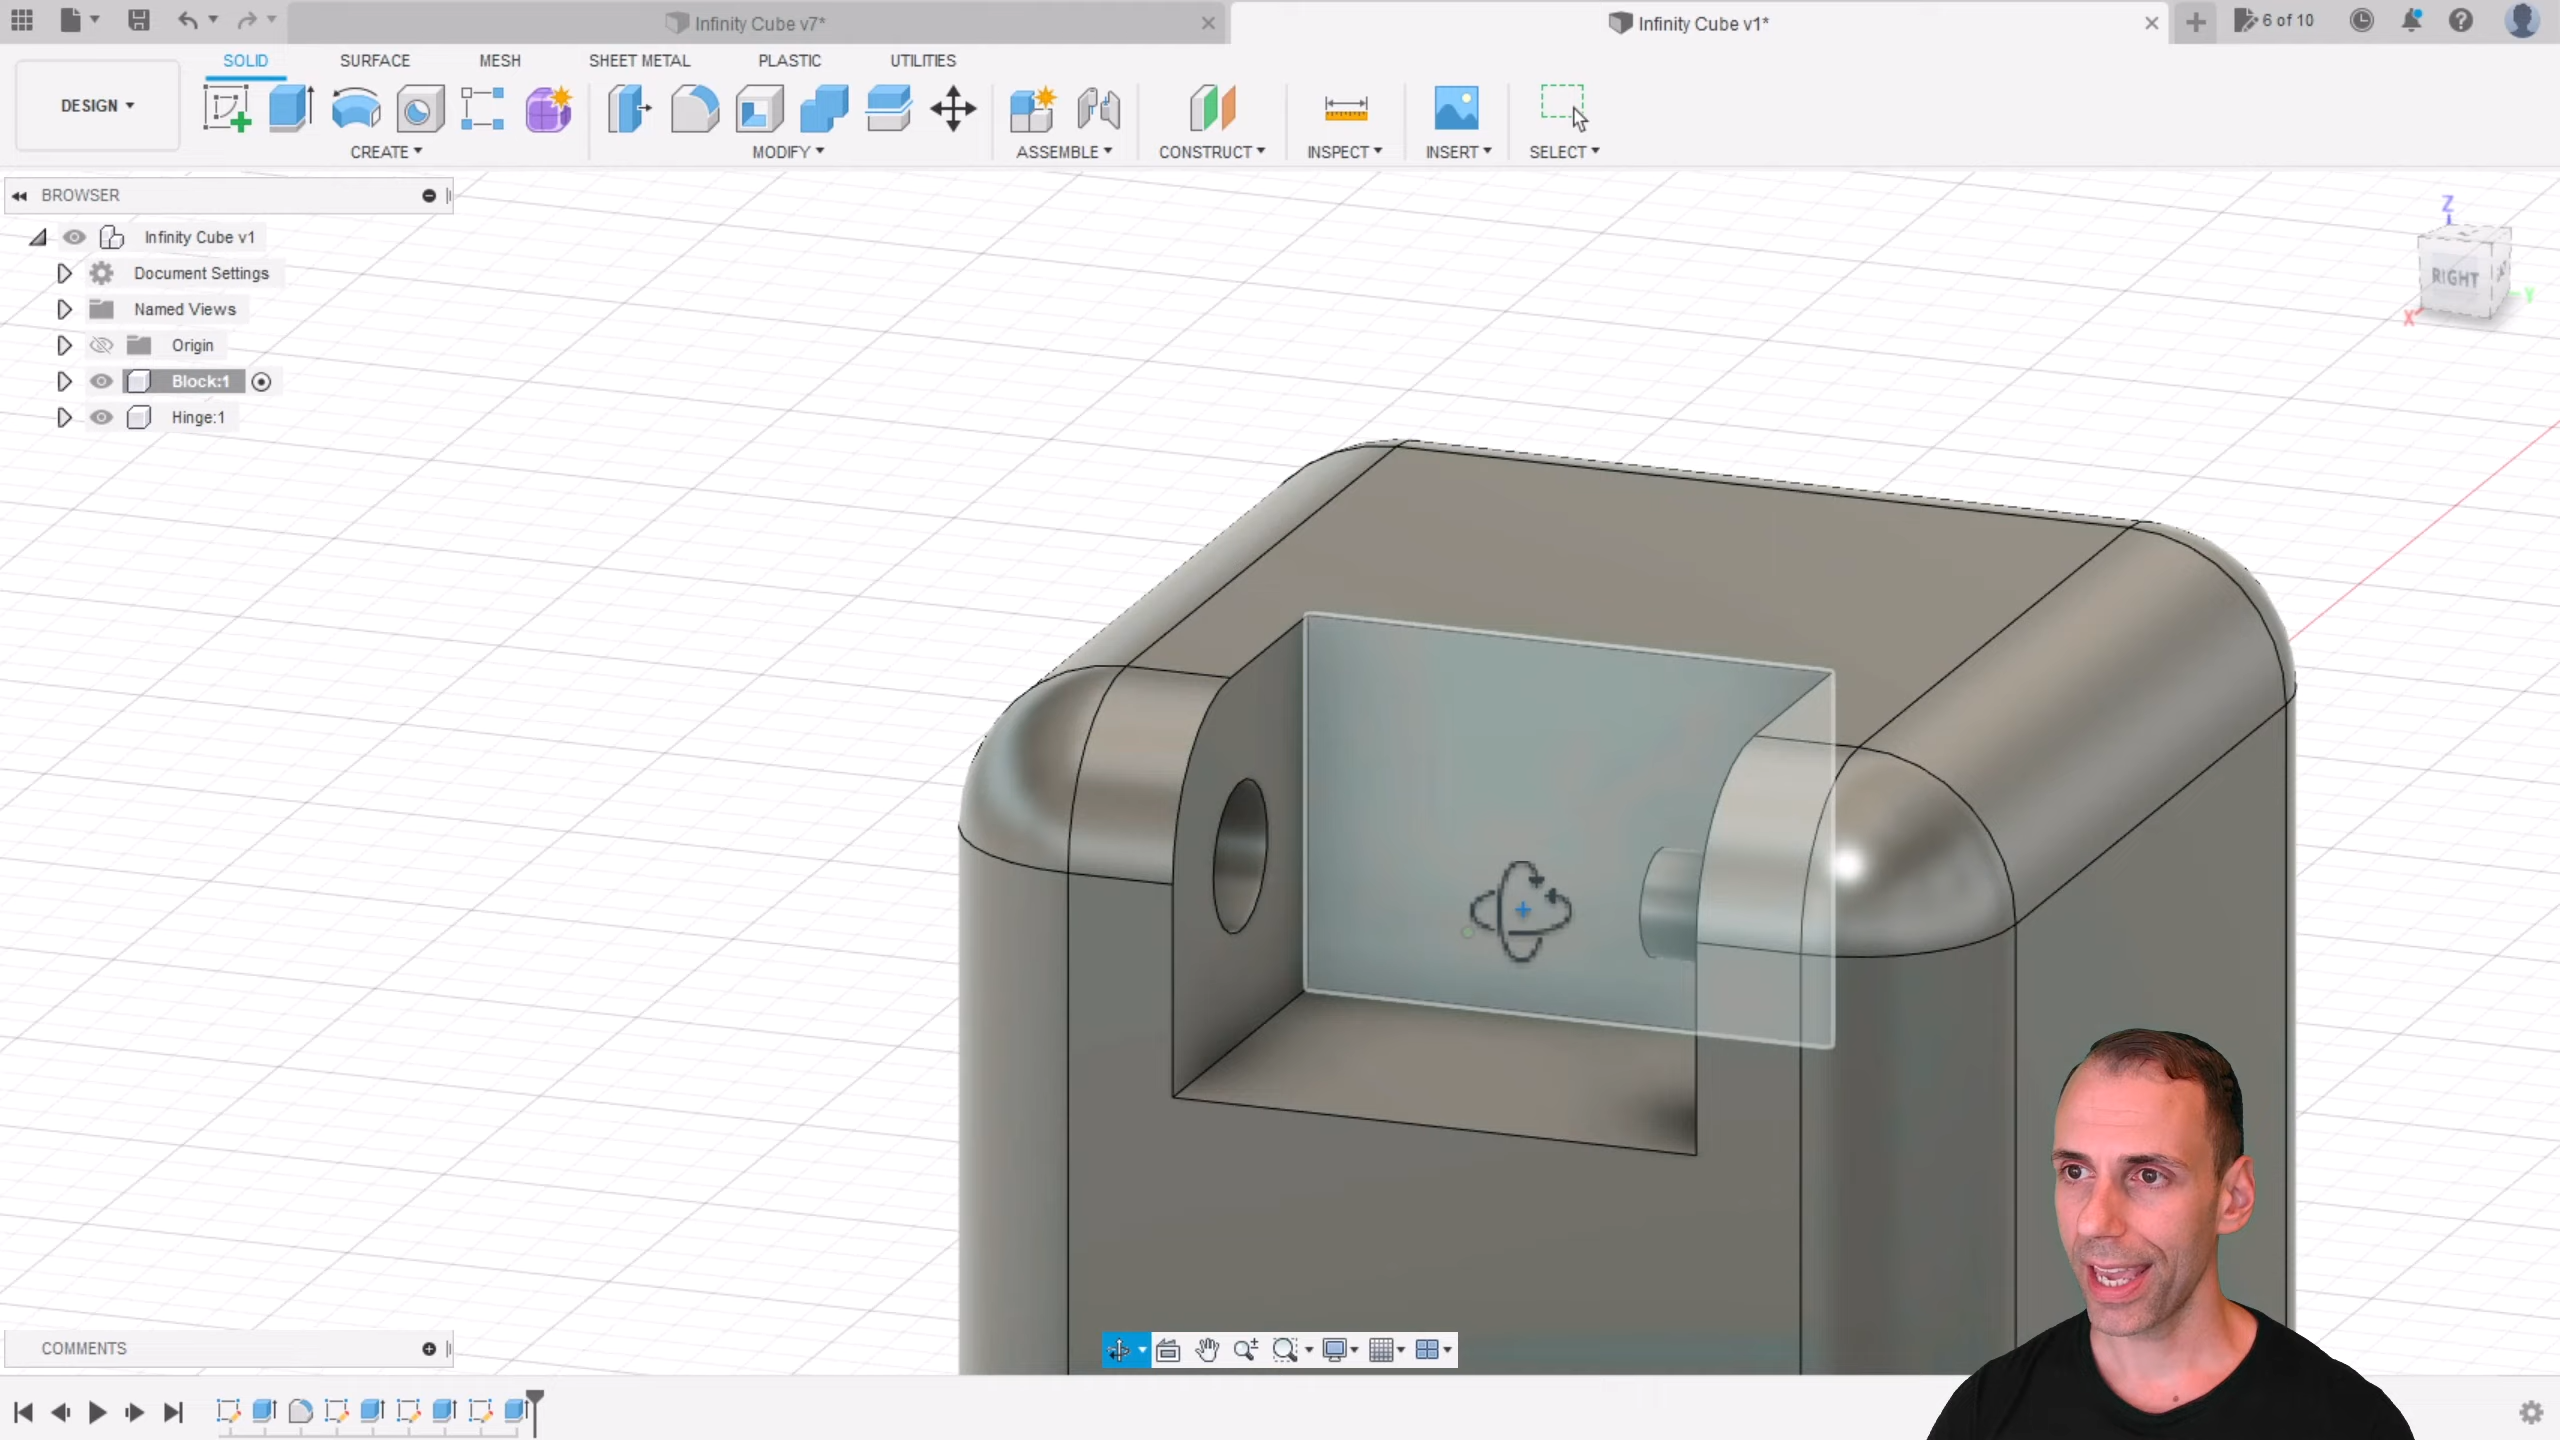 Infinity Cube v7*
Infinity Cube v1*
6 of 10
SOLID
SURFACE
MESH
SHEET METAL
PLASTIC
UTILITIES
DESIGN
CREATE
MODIFY
ASSEMBLE
CONSTRUCT
INSPECT
INSERT
SELECT
BROWSER
Infinity Cube v1
Document Settings
Named Views
Origin
Block:1
Hinge:1
Z
RIGHT
Y
X
COMMENTS